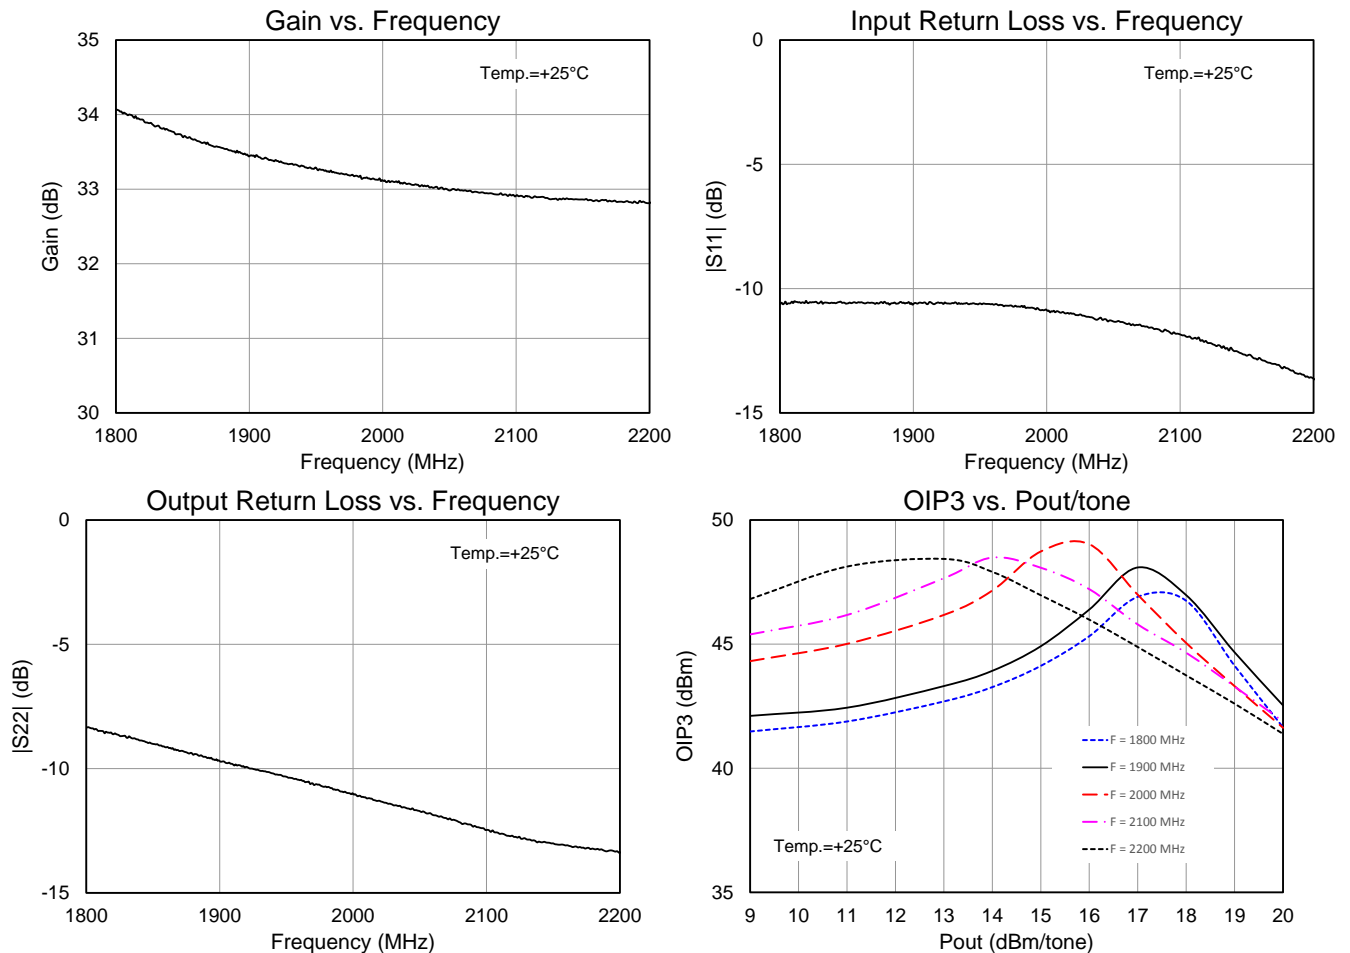 Gain vs. Frequency
35
34
33
32
31
30
Gain (dB)
Temp.=+25°C
1800 1900 2000 2100 2200
Frequency (MHz)
Input Return Loss vs. Frequency
0
-5
-10
-15
|S11| (dB)
Temp.=+25°C
1800 1900 2000 2100 2200
Frequency (MHz)
Output Return Loss vs. Frequency
0
-5
-10
-15
|S22| (dB)
Temp.=+25°C
1800 1900 2000 2100 2200
Frequency (MHz)
OIP3 vs. Pout/tone
50
45
40
35
OIP3 (dBm)
F = 1800 MHz
F = 1900 MHz
F = 2000 MHz
F = 2100 MHz
F = 2200 MHz
Temp.=+25°C
9 10 11 12 13 14 15 16 17 18 19 20
Pout (dBm/tone)